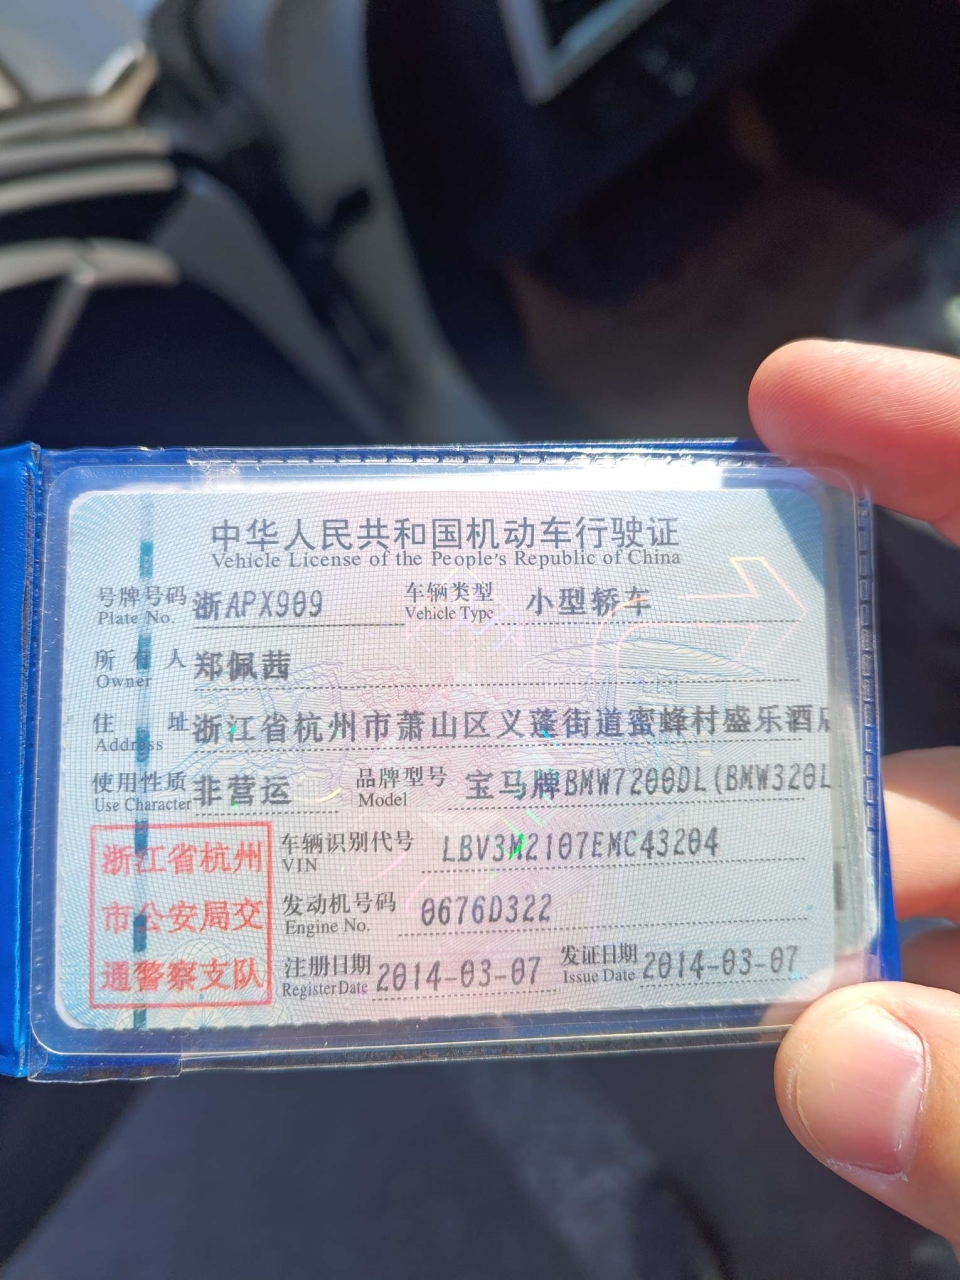 中华人民共和国机动车行驶证
Vehicle License of the People's Republic of China
号牌号码 浙APX909 车辆类型 小型轿车
Plate No. Vehicle Type
所有人 郑佩茜
Owner
住址 浙江省杭州市萧山区义蓬街道蜜蜂村盛乐酒店
Address
使用性质 非营运 品牌型号 宝马牌BMW7200DL(BMW320L
Use Character Model
浙江省杭州
市公安局交
通警察支队
车辆识别代号 LBV3M2107EMC43204
VIN
发动机号码 0676D322
Engine No.
注册日期 2014-03-07 发证日期 2014-03-07
Register Date Issue Date